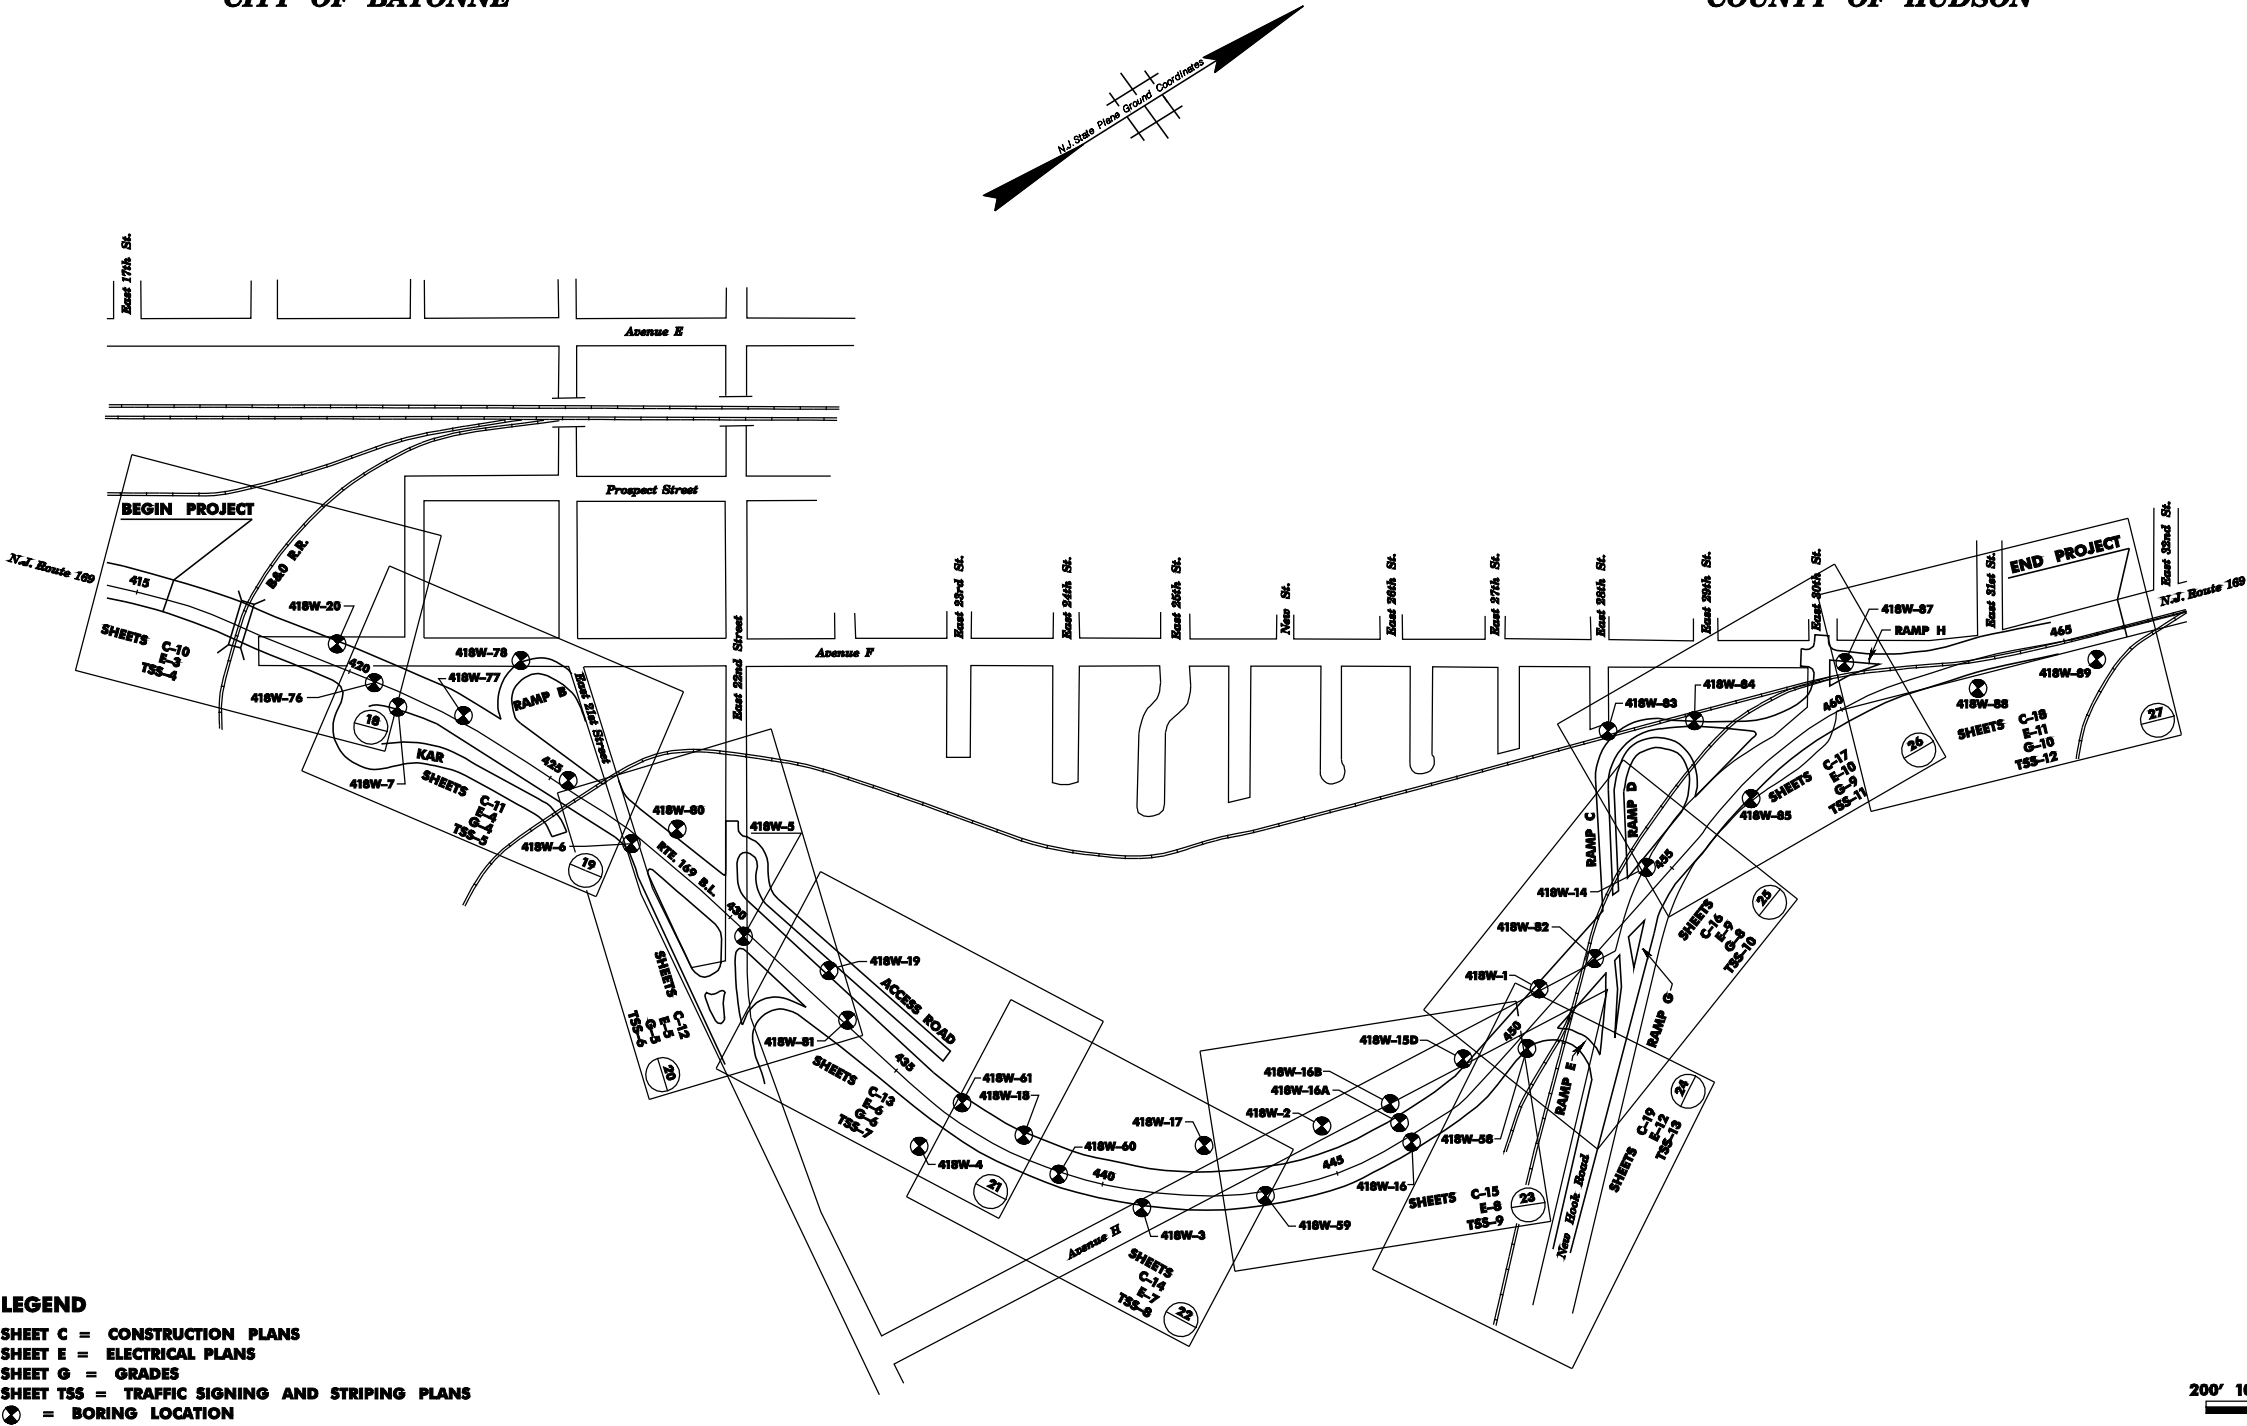 CITY OF BAYONNE
COUNTY OF HUDSON
N.J. State Plane Ground Coordinates
East 17th St.
Avenue E
Prospect Street
BEGIN PROJECT
N.J. Route 169
415
B&O R.R.
418W–20
SHEETS
C–10
E–3
TSS–4
420
418W–76
418W–78
418W–77
RAMP B
East 21st Street
18
KAR
418W–7
SHEETS
C–11
E–4
G–4
TSS–5
425
19
418W–6
418W–80
RTE. 169 B.L.
East 22nd Street
418W–5
430
Avenue F
East 23rd St.
East 24th St.
East 25th St.
New St.
East 26th St.
East 27th St.
East 28th St.
East 29th St.
East 30th St.
East 31st St.
East 32nd St.
END PROJECT
N.J. Route 169
418W–87
RAMP H
465
418W–89
418W–88
418W–84
418W–83
460
SHEETS
C–18
E–11
G–10
TSS–12
27
26
SHEETS
C–17
E–10
G–9
TSS–11
418W–85
RAMP C
RAMP D
455
418W–14
25
SHEETS
C–16
E–9
G–8
TSS–10
418W–82
418W–1
RAMP G
450
RAMP E
418W–15D
418W–16B
418W–16A
418W–2
418W–17
418W–58
418W–16
445
24
SHEETS
C–19
E–12
TSS–13
New Hook Road
SHEETS
C–15
E–8
TSS–9
23
418W–59
418W–19
ACCESS ROAD
418W–81
SHEETS
C–12
E–5
G–5
TSS–6
20
435
SHEETS
C–13
E–6
G–6
TSS–7
418W–61
418W–18
418W–4
418W–60
440
21
418W–3
Avenue H
SHEETS
C–14
E–7
TSS–8
22
LEGEND
SHEET C = CONSTRUCTION PLANS
SHEET E = ELECTRICAL PLANS
SHEET G = GRADES
SHEET TSS = TRAFFIC SIGNING AND STRIPING PLANS
= BORING LOCATION
200'